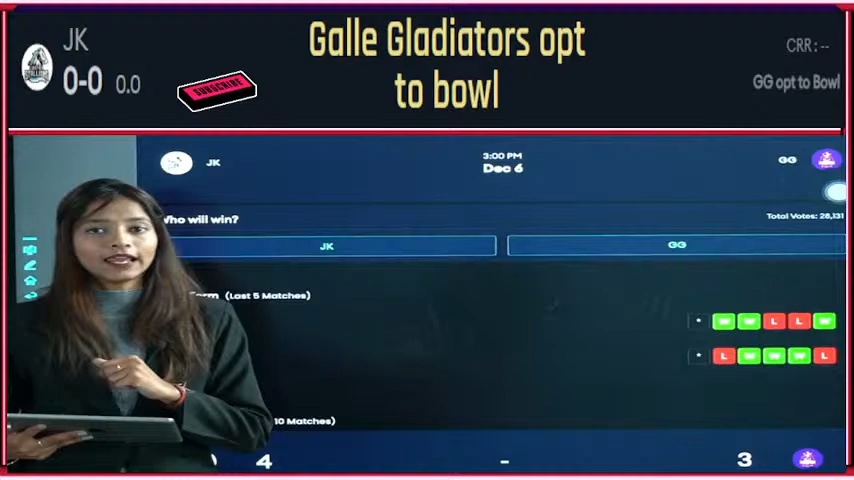 JK
0-0 0.0
SUBSCRIBE
Galle Gladiators opt
to bowl
CRR : --
GG opt to Bowl
JK
3:00 PM
Dec 6
GG
Who will win?
Total Votes: 28,131
JK
GG
Form (Last 5 Matches)
* W W L L W
* L W W W L
10 Matches)
4 - 3